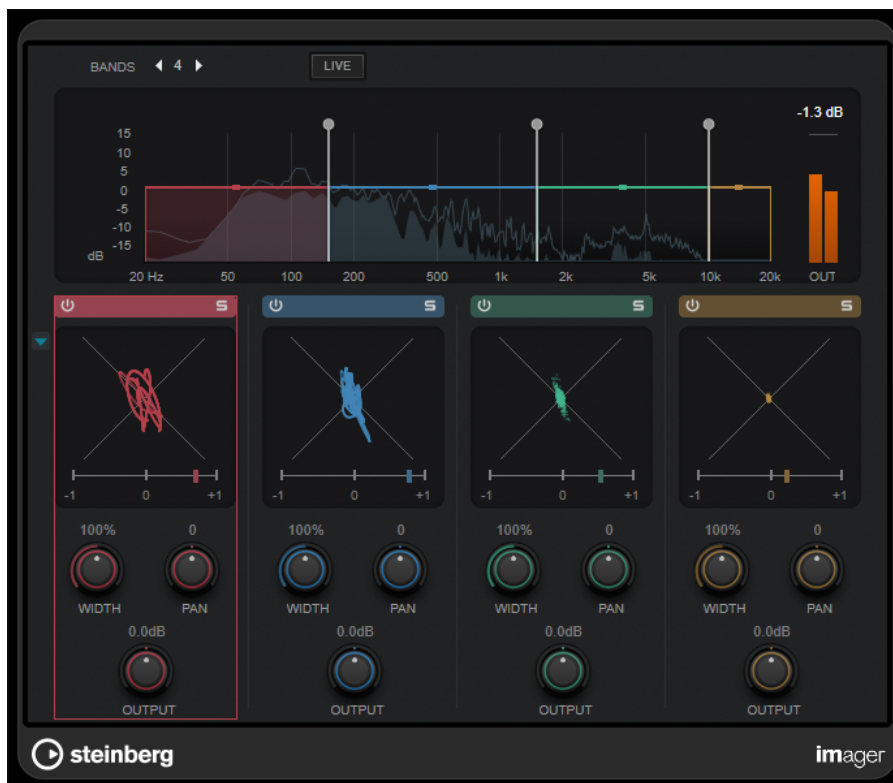 BANDS 4 LIVE
-1.3 dB
15
10
5
0
-5
-10
-15
dB
20 Hz 50 100 200 500 1k 2k 5k 10k 20k OUT
S S S S
-1 0 +1 -1 0 +1 -1 0 +1 -1 0 +1
100% 0 100% 0 100% 0 100% 0
WIDTH PAN WIDTH PAN WIDTH PAN WIDTH PAN
0.0dB 0.0dB 0.0dB 0.0dB
OUTPUT OUTPUT OUTPUT OUTPUT
steinberg imager